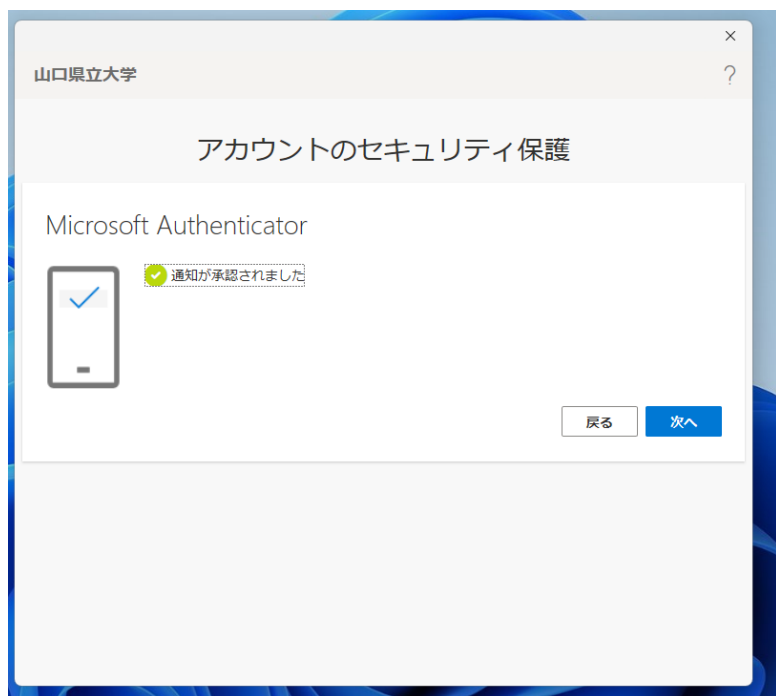 山口県立大学
アカウントのセキュリティ保護
Microsoft Authenticator
通知が承認されました
戻る
次へ